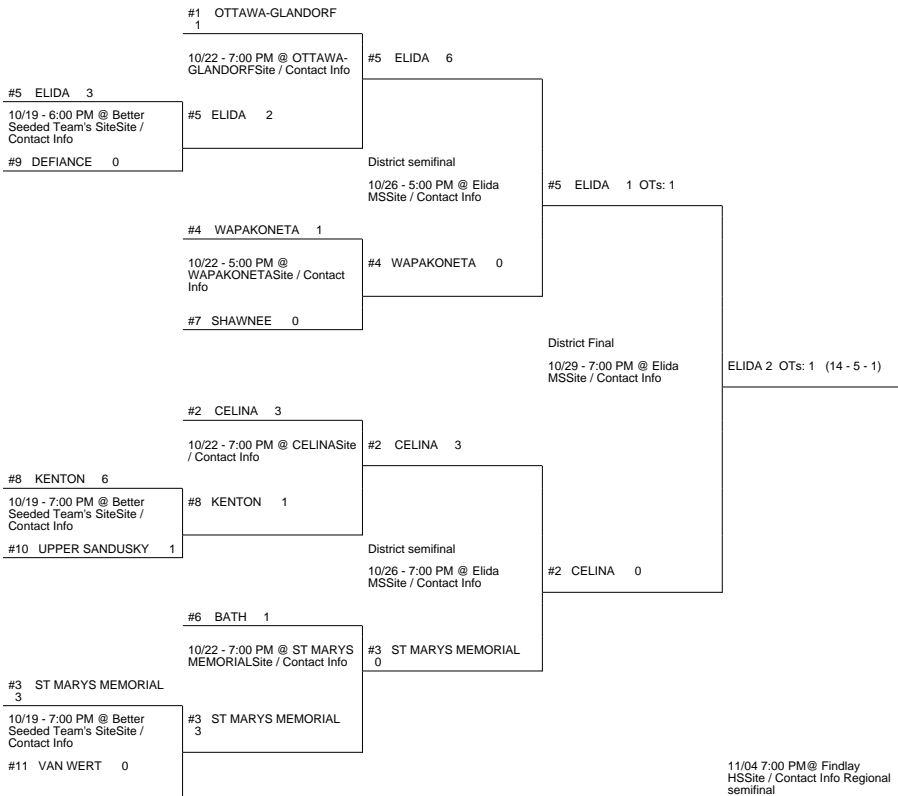 #1 OTTAWA-GLANDORF
1
10/22 - 7:00 PM @ OTTAWA-
GLANDORFSite / Contact Info
#5 ELIDA 6
#5 ELIDA 3
10/19 - 6:00 PM @ Better
Seeded Team's SiteSite /
Contact Info
#5 ELIDA 2
#9 DEFIANCE 0
District semifinal
10/26 - 5:00 PM @ Elida
MSSite / Contact Info
#5 ELIDA 1 OTs: 1
#4 WAPAKONETA 1
10/22 - 5:00 PM @
WAPAKONETASite / Contact
Info
#4 WAPAKONETA 0
#7 SHAWNEE 0
District Final
10/29 - 7:00 PM @ Elida
MSSite / Contact Info
ELIDA 2 OTs: 1 (14 - 5 - 1)
#2 CELINA 3
10/22 - 7:00 PM @ CELINASite
/ Contact Info
#2 CELINA 3
#8 KENTON 6
10/19 - 7:00 PM @ Better
Seeded Team's SiteSite /
Contact Info
#8 KENTON 1
#10 UPPER SANDUSKY 1
District semifinal
10/26 - 7:00 PM @ Elida
MSSite / Contact Info
#2 CELINA 0
#6 BATH 1
10/22 - 7:00 PM @ ST MARYS
MEMORIALSite / Contact Info
#3 ST MARYS MEMORIAL
0
#3 ST MARYS MEMORIAL
3
10/19 - 7:00 PM @ Better
Seeded Team's SiteSite /
Contact Info
#3 ST MARYS MEMORIAL
3
#11 VAN WERT 0
11/04 7:00 PM@ Findlay
HSSite / Contact Info Regional
semifinal